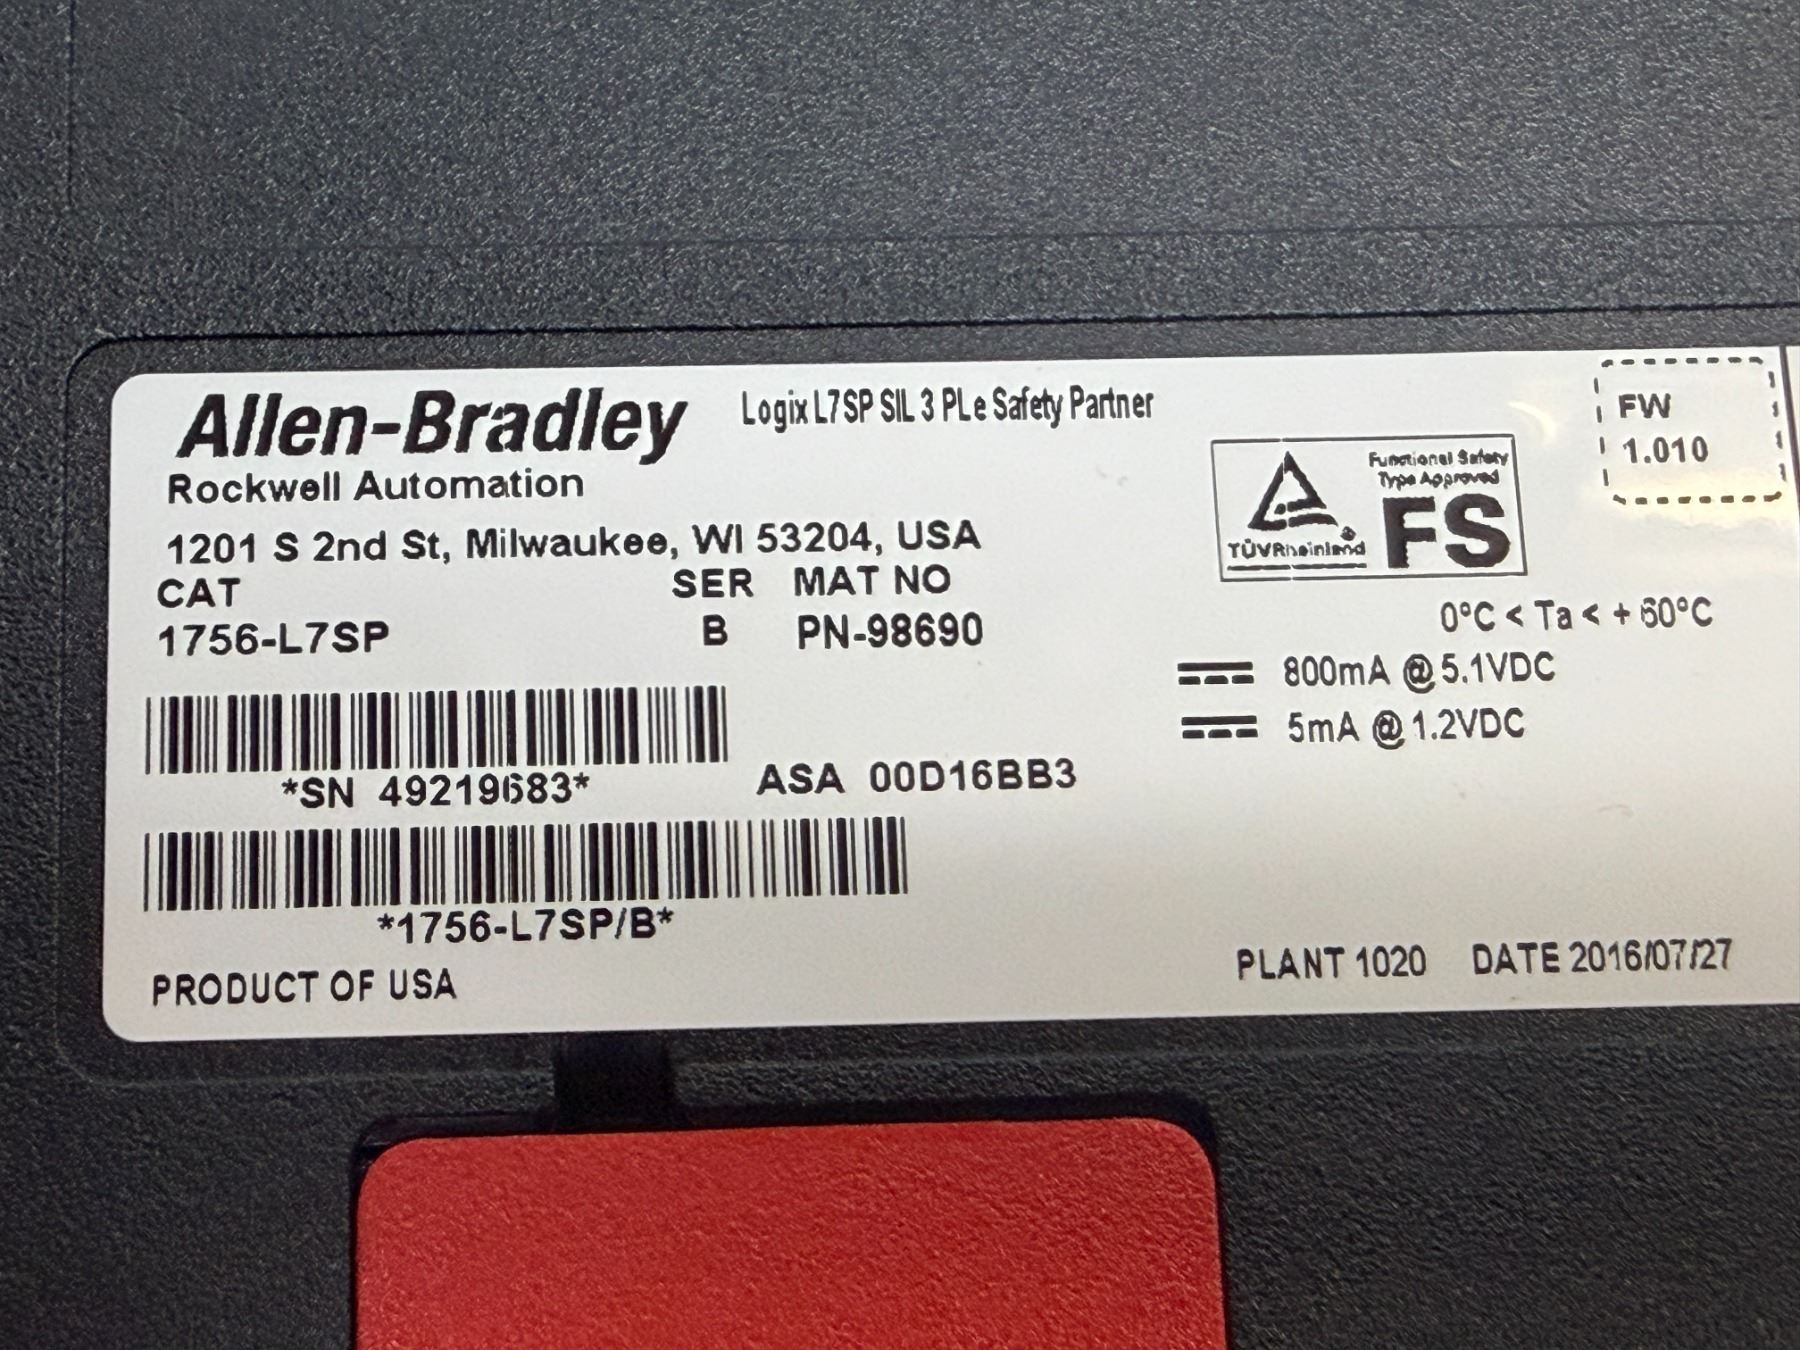 Allen-Bradley
Logix L7SP SIL 3 PLe Safety Partner
Rockwell Automation
1201 S 2nd St, Milwaukee, WI 53204, USA
CAT SER MAT NO
1756-L7SP B PN-98690
*SN 49219683*
ASA 00D16BB3
*1756-L7SP/B*
PRODUCT OF USA
FW
1.010
Functional Safety
Type Approved
FS
TÜVRheinland
0°C < Ta < + 60°C
800mA @ 5.1VDC
5mA @ 1.2VDC
PLANT 1020 DATE 2016/07/27